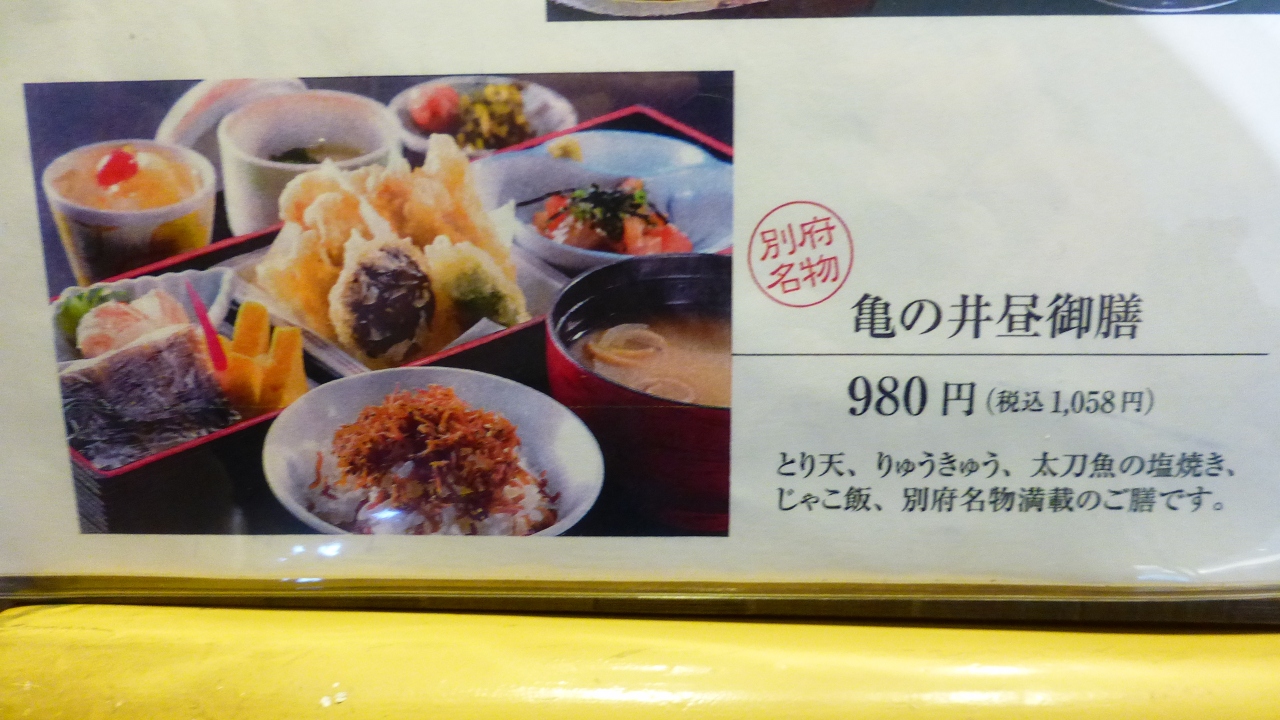 別府
名物
亀の井昼御膳
980円(税込1,058円)
とり天、りゅうきゅう、太刀魚の塩焼き、
じゃこ飯、別府名物満載のご膳です。